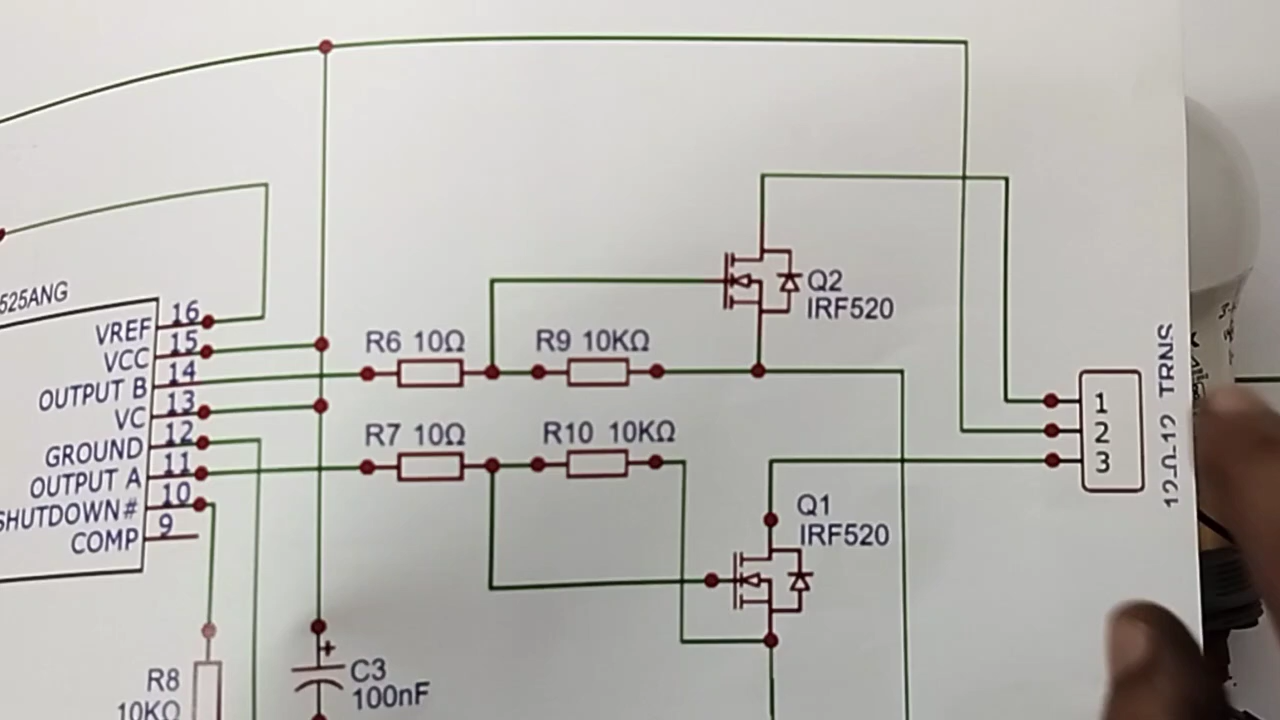 525ANG
VREF 16
VCC 15
OUTPUT B 14
VC 13
GROUND 12
OUTPUT A 11
SHUTDOWN# 10
COMP 9
R6 10Ω
R9 10KΩ
Q2
IRF520
R7 10Ω
R10 10KΩ
Q1
IRF520
1
2
3
12-0-12 TRNS
R8
10KΩ
+
C3
100nF